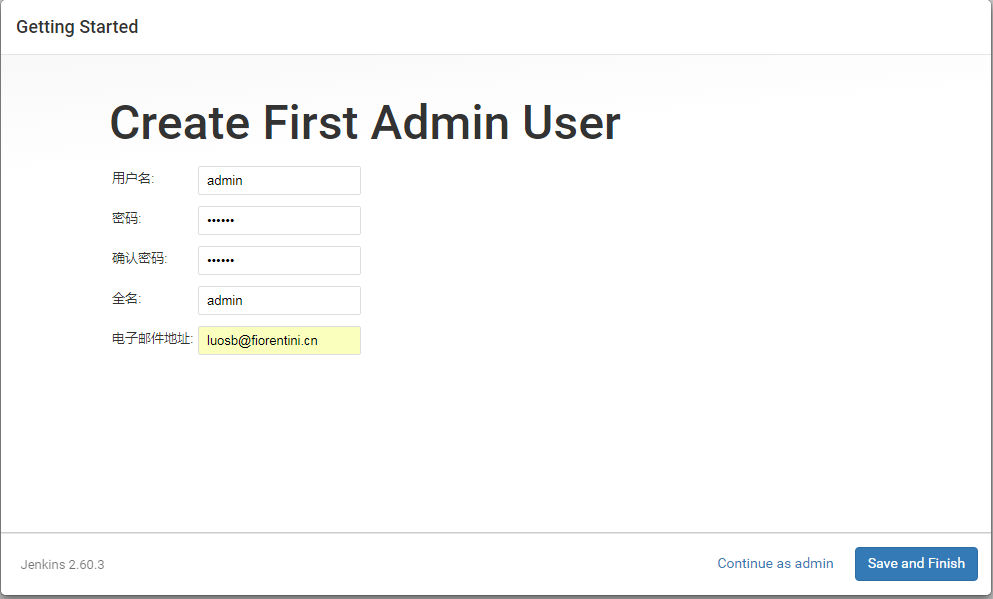 Getting Started
Create First Admin User
用户名: admin
密码: ••••••
确认密码: ••••••
全名: admin
电子邮件地址: luosb@fiorentini.cn
Jenkins 2.60.3 Continue as admin Save and Finish